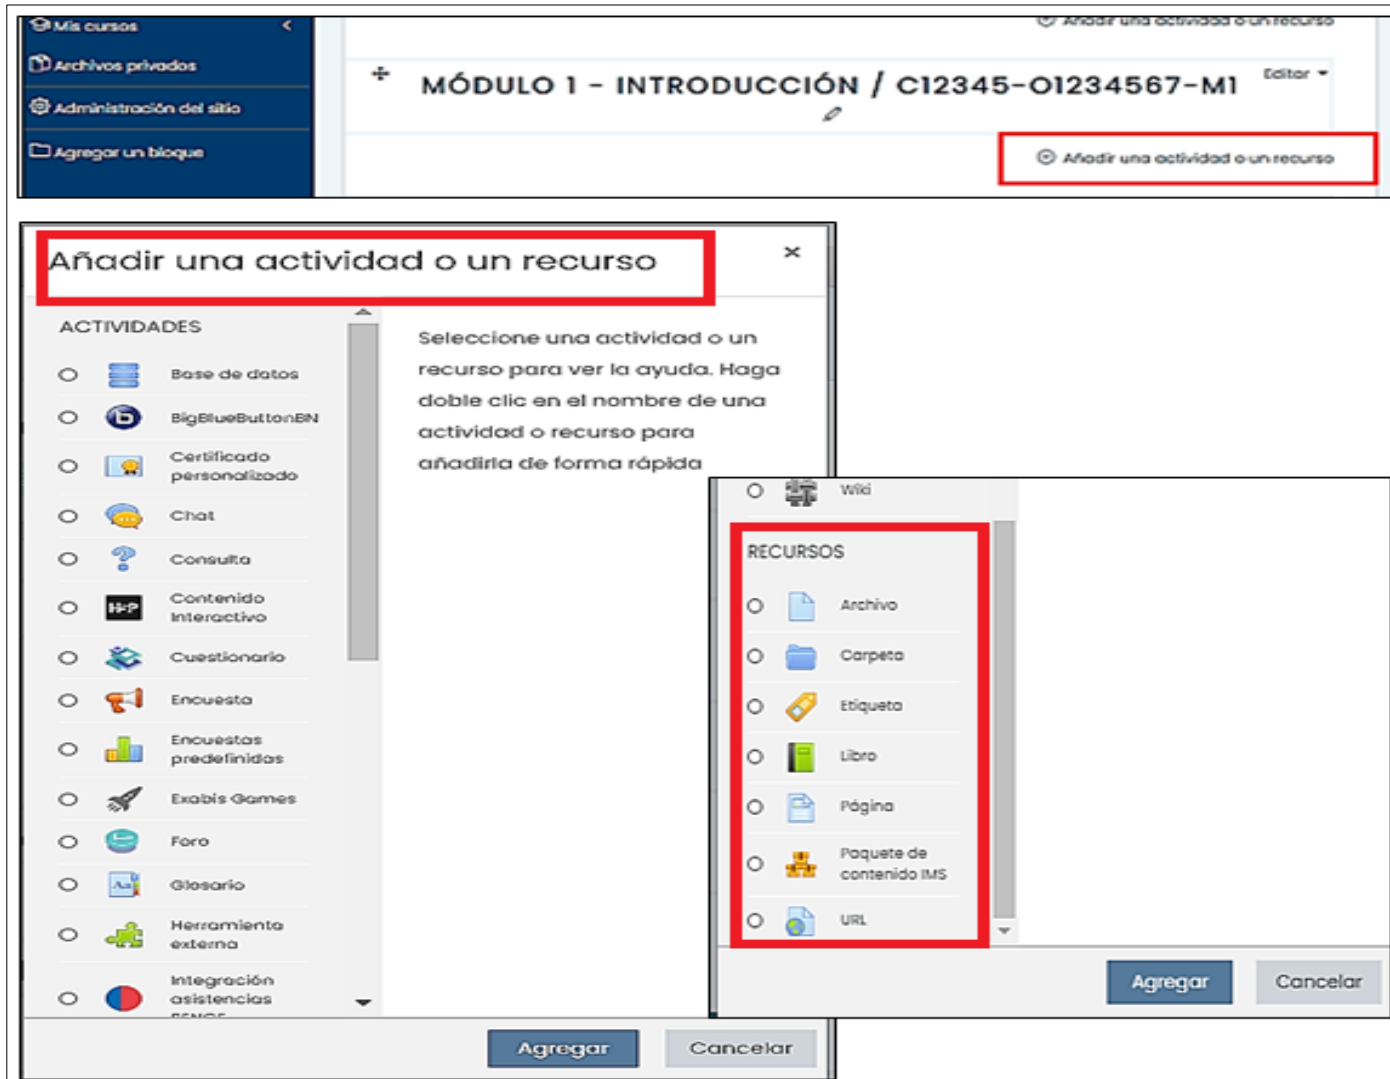 Mis cursos
Añadir una actividad o un recurso
Archivos privados
MÓDULO 1 - INTRODUCCIÓN / C12345-O1234567-M1
Editar
Administración del sitio
Agregar un bloque
Añadir una actividad o un recurso
Añadir una actividad o un recurso
×
ACTIVIDADES
Base de datos
BigBlueButtonBN
Certificado
personalizado
Chat
Consulta
H-P
Contenido
Interactivo
Cuestionario
Encuesta
Encuestas
predefinidas
Exabis Games
Foro
Glosario
Herramienta
externa
Integración
asistencias
SENCE
Seleccione una actividad o un
recurso para ver la ayuda. Haga
doble clic en el nombre de una
actividad o recurso para
añadirla de forma rápida
Agregar
Cancelar
Wiki
RECURSOS
Archivo
Carpeta
Etiqueta
Libro
Página
Paquete de
contenido IMS
URL
Agregar
Cancelar